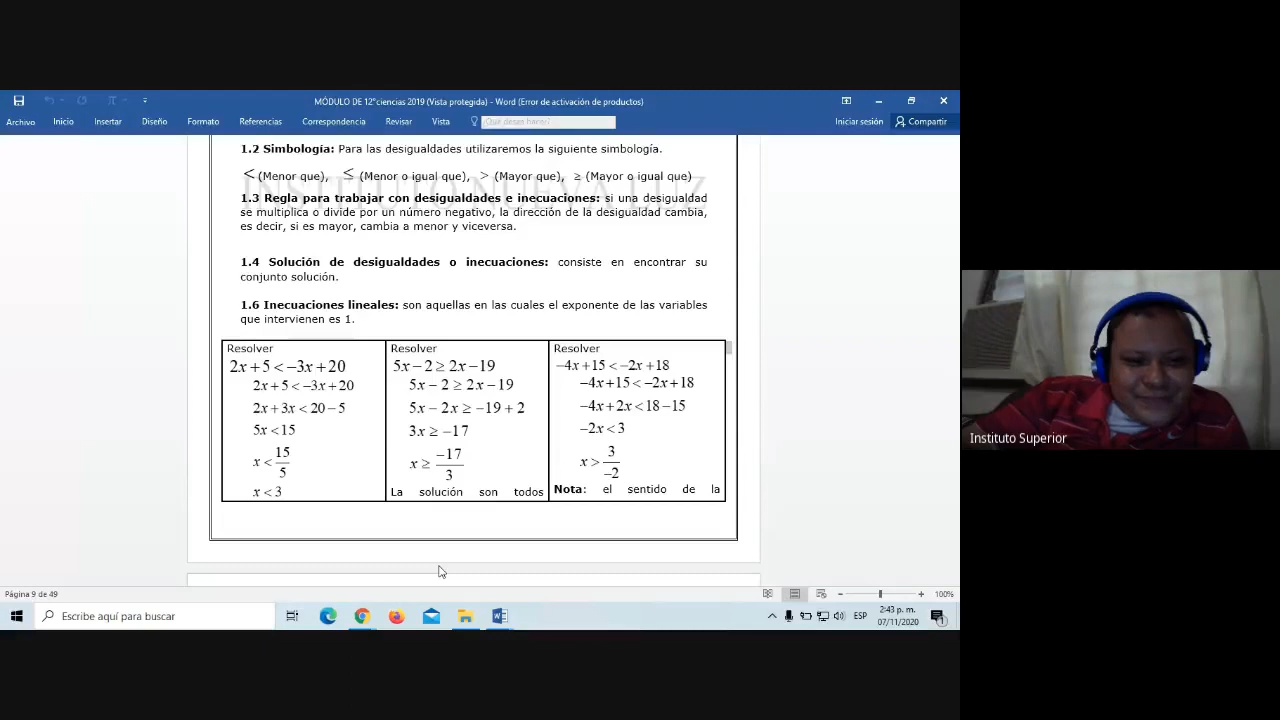 MÓDULO DE 12°ciencias 2019 (Vista protegida) - Word (Error de activación de productos)
Archivo Inicio Insertar Diseño Formato Referencias Correspondencia Revisar Vista ¿Qué desea hacer? Iniciar sesión Compartir
1.2 Simbología: Para las desigualdades utilizaremos la siguiente simbología.
< (Menor que), ≤ (Menor o igual que), > (Mayor que), ≥ (Mayor o igual que)
INSTITUTO NUEVA LUZ
1.3 Regla para trabajar con desigualdades e inecuaciones: si una desigualdad
se multiplica o divide por un número negativo, la dirección de la desigualdad cambia,
es decir, si es mayor, cambia a menor y viceversa.
1.4 Solución de desigualdades o inecuaciones: consiste en encontrar su
conjunto solución.
1.6 Inecuaciones lineales: son aquellas en las cuales el exponente de las variables
que intervienen es 1.
Resolver
2x+5<−3x+20
2x+5<−3x+20
2x+3x<20−5
5x<15
x<15/5
x<3
Resolver
5x−2≥2x−19
5x−2≥2x−19
5x−2x≥−19+2
3x≥−17
x≥−17/3
La solución son todos
Resolver
−4x+15<−2x+18
−4x+15<−2x+18
−4x+2x<18−15
−2x<3
x>3/−2
Nota: el sentido de la
Instituto Superior
Página 9 de 49
100%
Escribe aquí para buscar
ESP
2:43 p. m.
07/11/2020
1